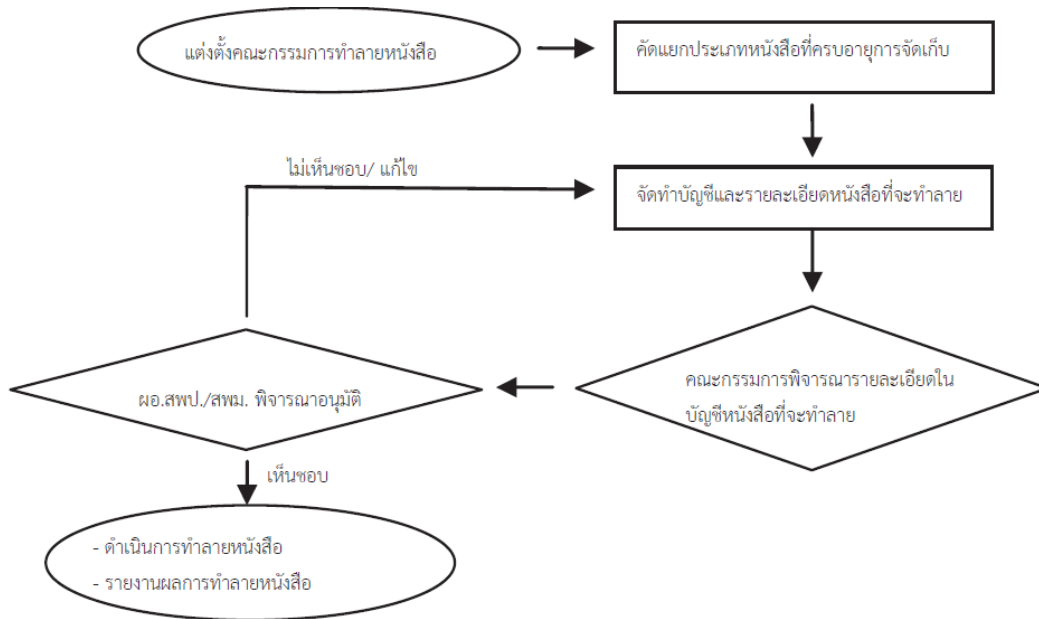 แต่งตั้งคณะกรรมการทำลายหนังสือ
คัดแยกประเภทหนังสือที่ครบอายุการจัดเก็บ
ไม่เห็นชอบ/ แก้ไข
จัดทำบัญชีและรายละเอียดหนังสือที่จะทำลาย
คณะกรรมการพิจารณารายละเอียดใน
บัญชีหนังสือที่จะทำลาย
ผอ.สพป./สพม. พิจารณาอนุมัติ
เห็นชอบ
- ดำเนินการทำลายหนังสือ
- รายงานผลการทำลายหนังสือ